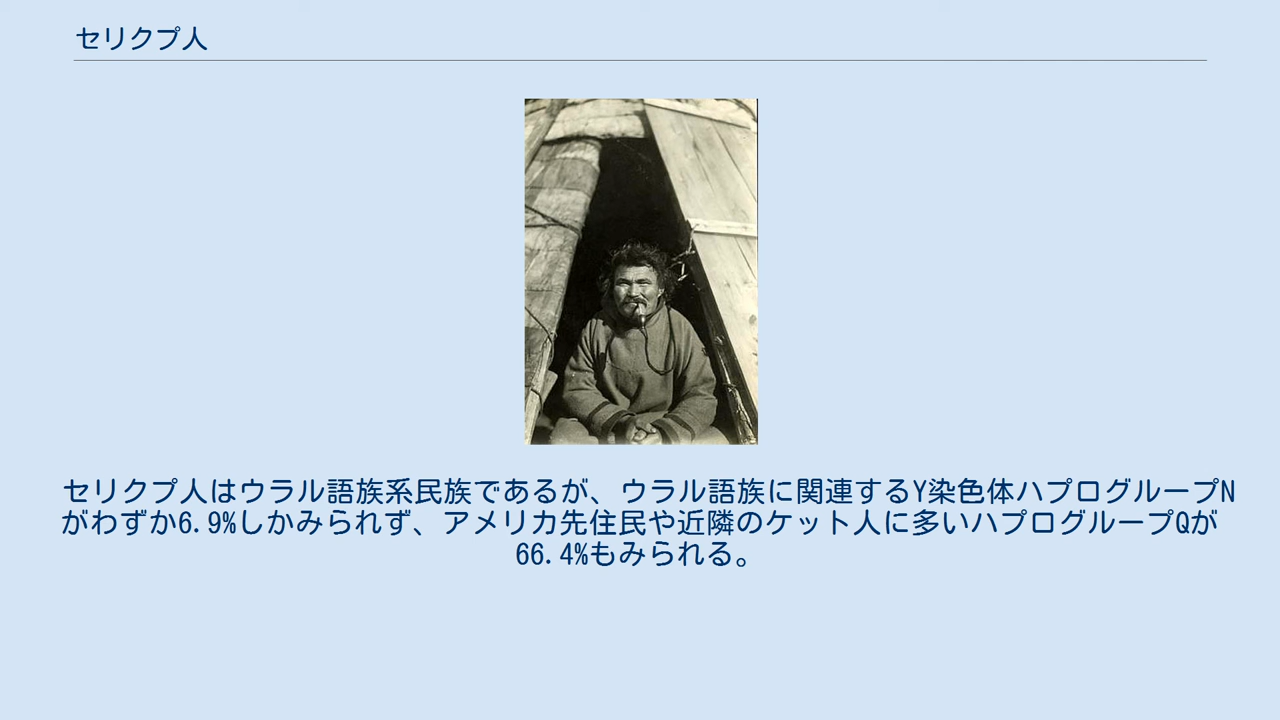 セリクプ人
セリクプ人はウラル語族系民族であるが、ウラル語族に関連するY染色体ハプログループN
がわずか6.9%しかみられず、アメリカ先住民や近隣のケット人に多いハプログループQが
66.4%もみられる。